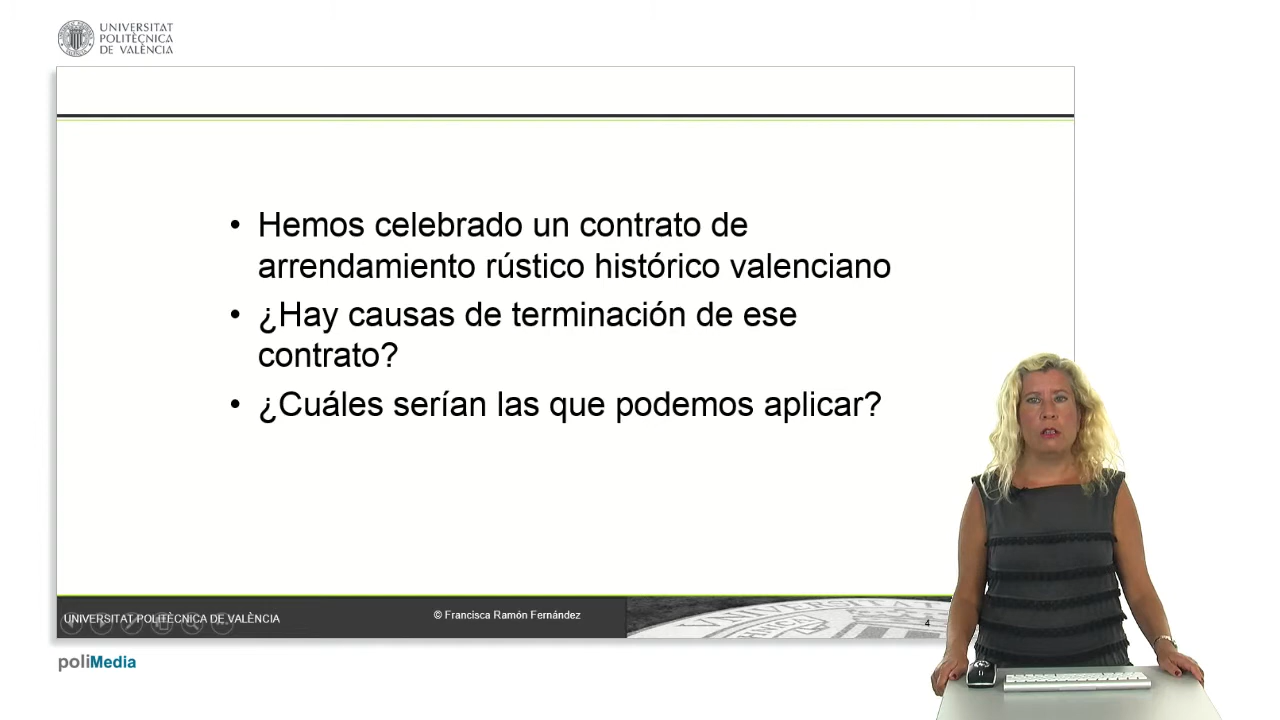 UNIVERSITAT
POLITÈCNICA
DE VALÈNCIA
• Hemos celebrado un contrato de
arrendamiento rústico histórico valenciano
• ¿Hay causas de terminación de ese
contrato?
• ¿Cuáles serían las que podemos aplicar?
UNIVERSITAT POLITÈCNICA DE VALÈNCIA
© Francisca Ramón Fernández
4
poliMedia